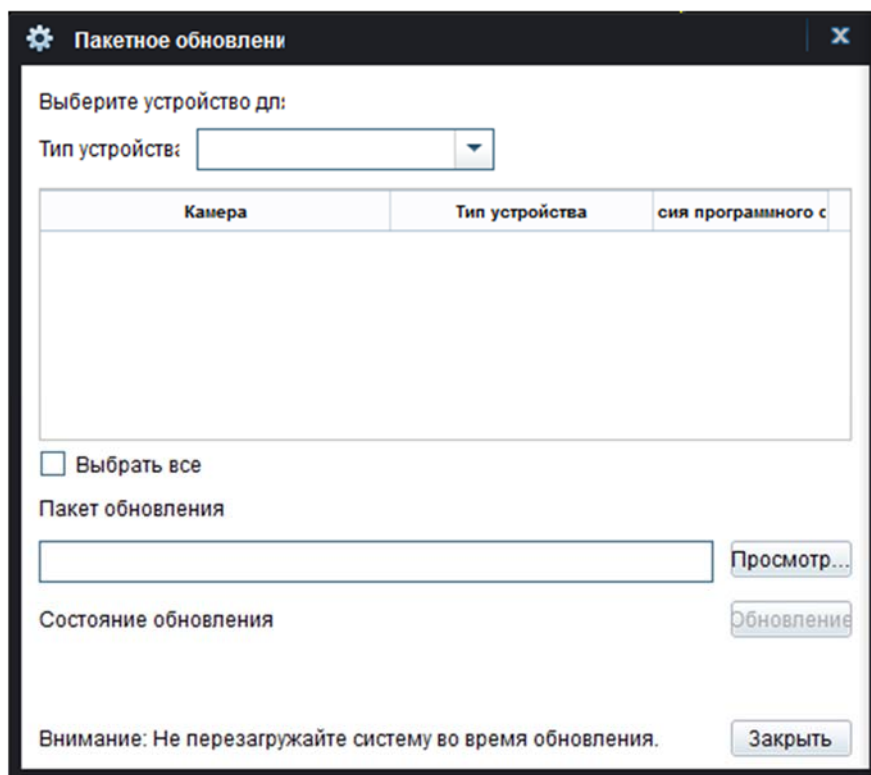 Пакетное обновлени
Выберите устройство дл
Тип устройства
Камера Тип устройства сия программного с
Выбрать все
Пакет обновления
Просмотр...
Состояние обновления Обновление
Внимание: Не перезагружайте систему во время обновления. Закрыть